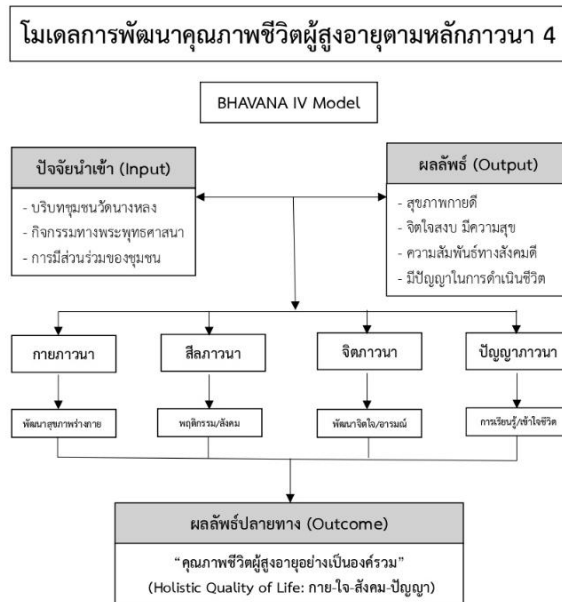 โมเดลการพัฒนาคุณภาพชีวิตผู้สูงอายุตามหลักภาวนา 4
BHAVANA IV Model
ปัจจัยนำเข้า (Input)
- บริบทชุมชนวัดนางหลง
- กิจกรรมทางพระพุทธศาสนา
- การมีส่วนร่วมของชุมชน
ผลลัพธ์ (Output)
- สุขภาพกายดี
- จิตใจสงบ มีความสุข
- ความสัมพันธ์ทางสังคมดี
- มีปัญญาในการดำเนินชีวิต
กายภาวนา
สีลภาวนา
จิตภาวนา
ปัญญาภาวนา
พัฒนาสุขภาพร่างกาย
พฤติกรรม/สังคม
พัฒนาจิตใจ/อารมณ์
การเรียนรู้/เข้าใจชีวิต
ผลลัพธ์ปลายทาง (Outcome)
“คุณภาพชีวิตผู้สูงอายุอย่างเป็นองค์รวม”
(Holistic Quality of Life: กาย-ใจ-สังคม-ปัญญา)